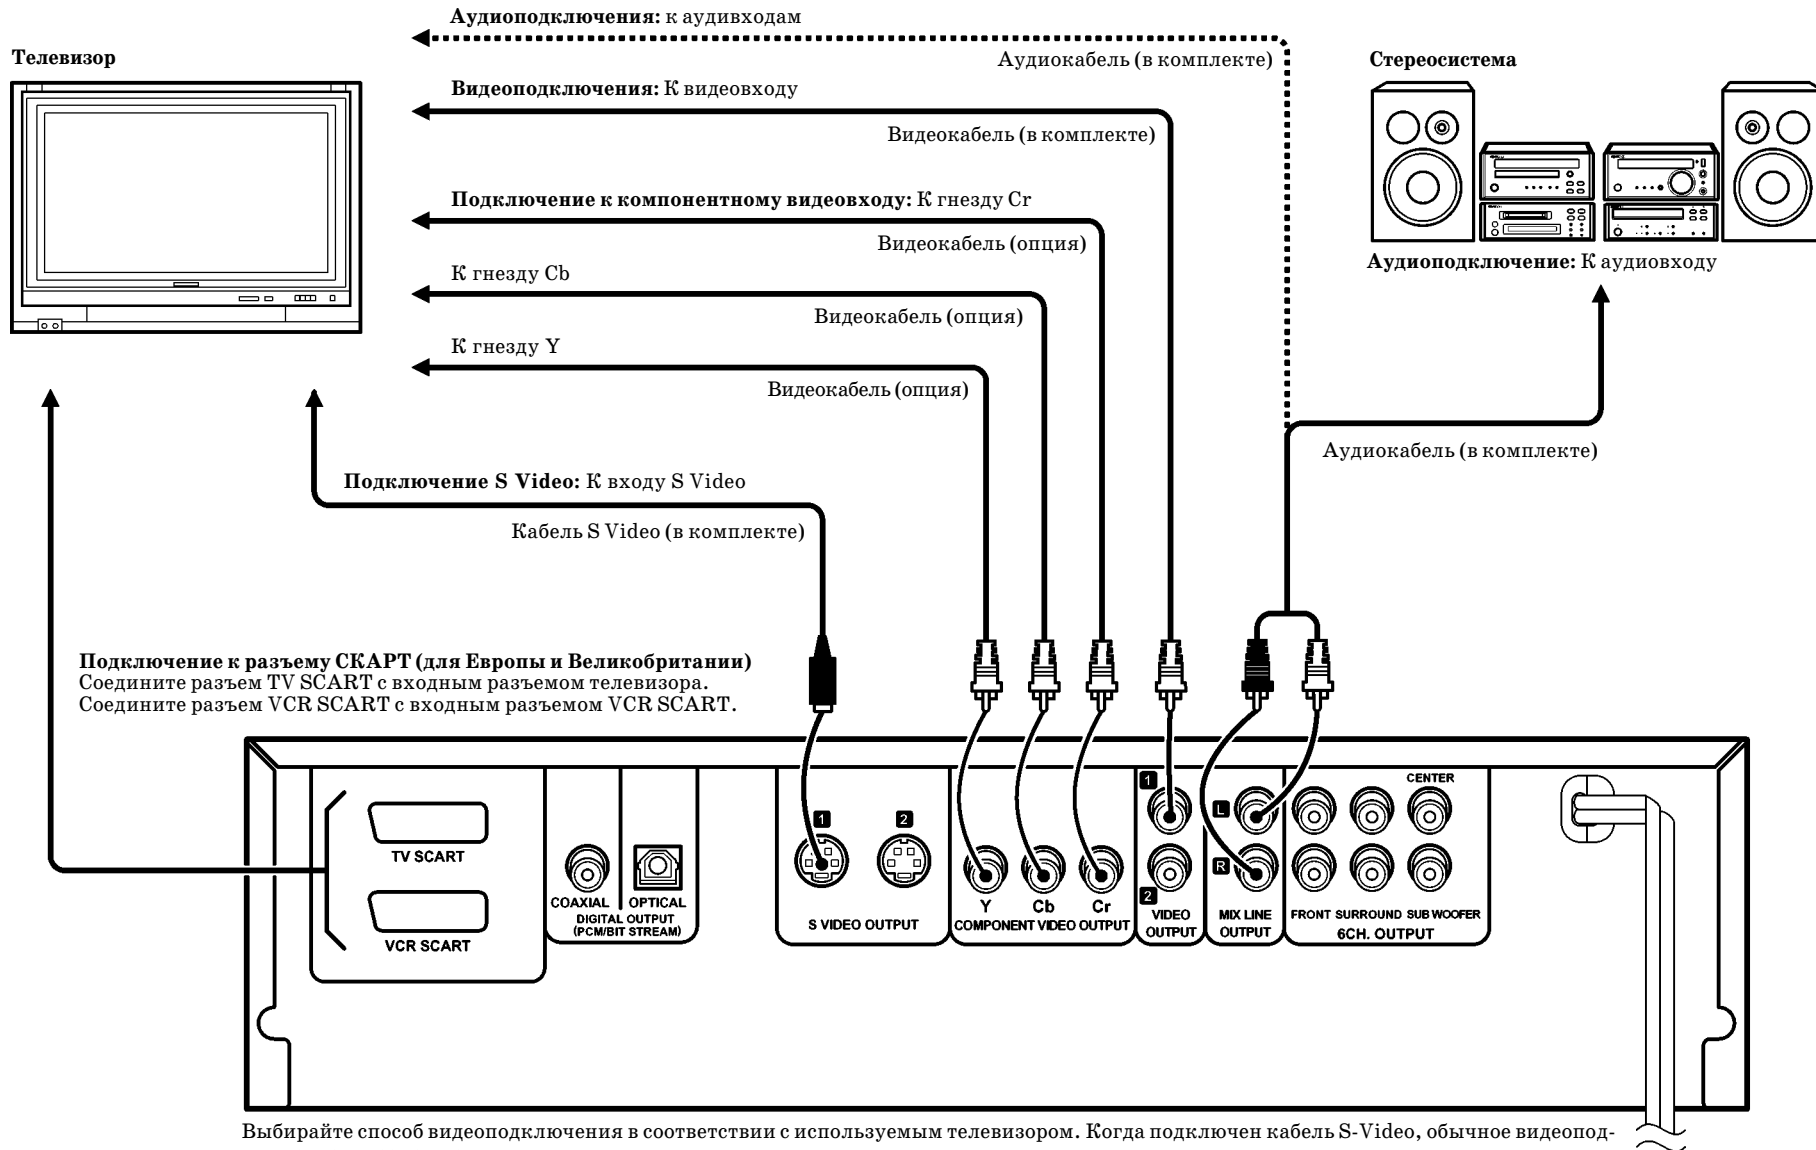 Аудиоподключения: к аудивходам
Аудиокабель (в комплекте)
Телевизор
Стереосистема
Видеоподключения: К видеовходу
Видеокабель (в комплекте)
Подключение к компонентному видеовходу: К гнезду Cr
Видеокабель (опция)
Аудиоподключение: К аудиовходу
К гнезду Cb
Видеокабель (опция)
К гнезду Y
Видеокабель (опция)
Аудиокабель (в комплекте)
Подключение S Video: К входу S Video
Кабель S Video (в комплекте)
Подключение к разъему СКАРТ (для Европы и Великобритании)
Соедините разъем TV SCART с входным разъемом телевизора.
Соедините разъем VCR SCART с входным разъемом VCR SCART.
TV SCART
VCR SCART
COAXIAL
OPTICAL
DIGITAL OUTPUT
(PCM/BIT STREAM)
1
2
S VIDEO OUTPUT
Y
Cb
Cr
COMPONENT VIDEO OUTPUT
1
2
VIDEO
OUTPUT
L
R
MIX LINE
OUTPUT
CENTER
FRONT SURROUND SUB WOOFER
6CH. OUTPUT
Выбирайте способ видеоподключения в соответствии с используемым телевизором. Когда подключен кабель S-Video, обычное видеопод-